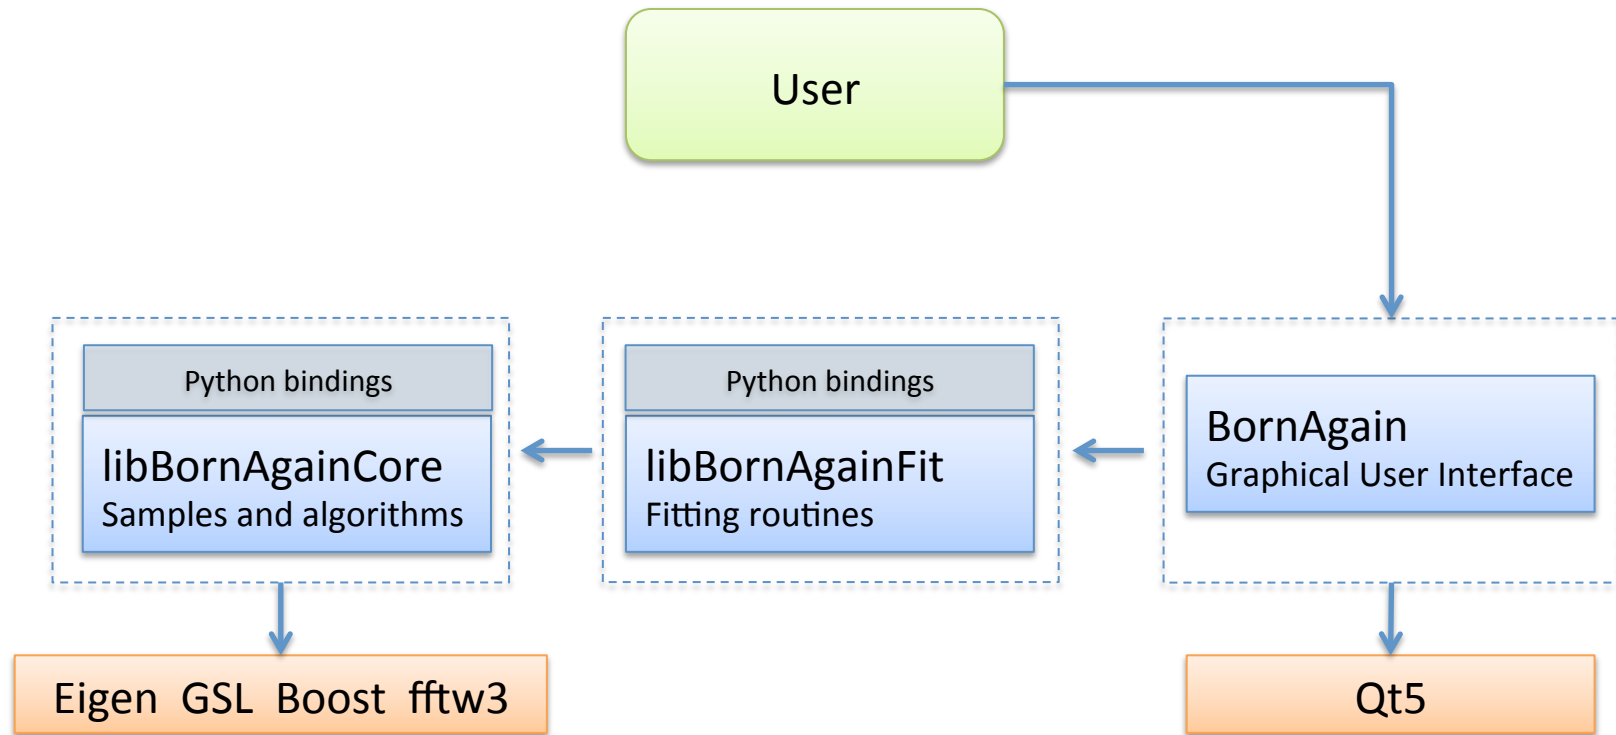 User
Python bindings
libBornAgainCore
Samples and algorithms
Python bindings
libBornAgainFit
Fitting routines
BornAgain
Graphical User Interface
Eigen GSL Boost fftw3
Qt5